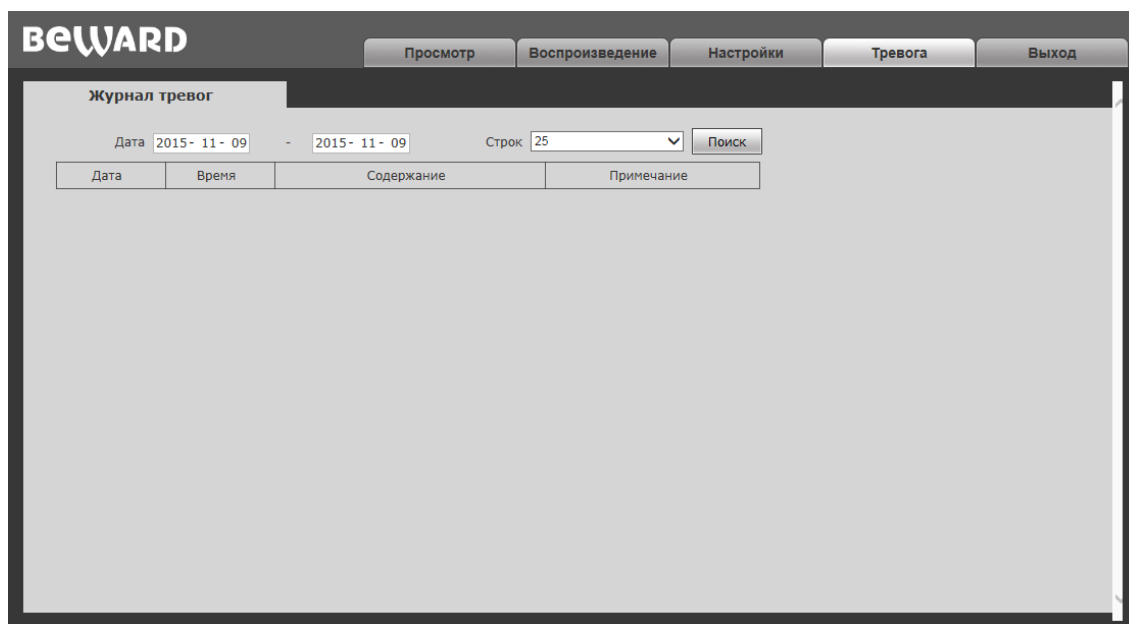 BEWARD
Просмотр Воспроизведение Настройки Тревога Выход
Журнал тревог
Дата 2015- 11- 09 - 2015- 11- 09 Строк 25 Поиск
Дата Время Содержание Примечание